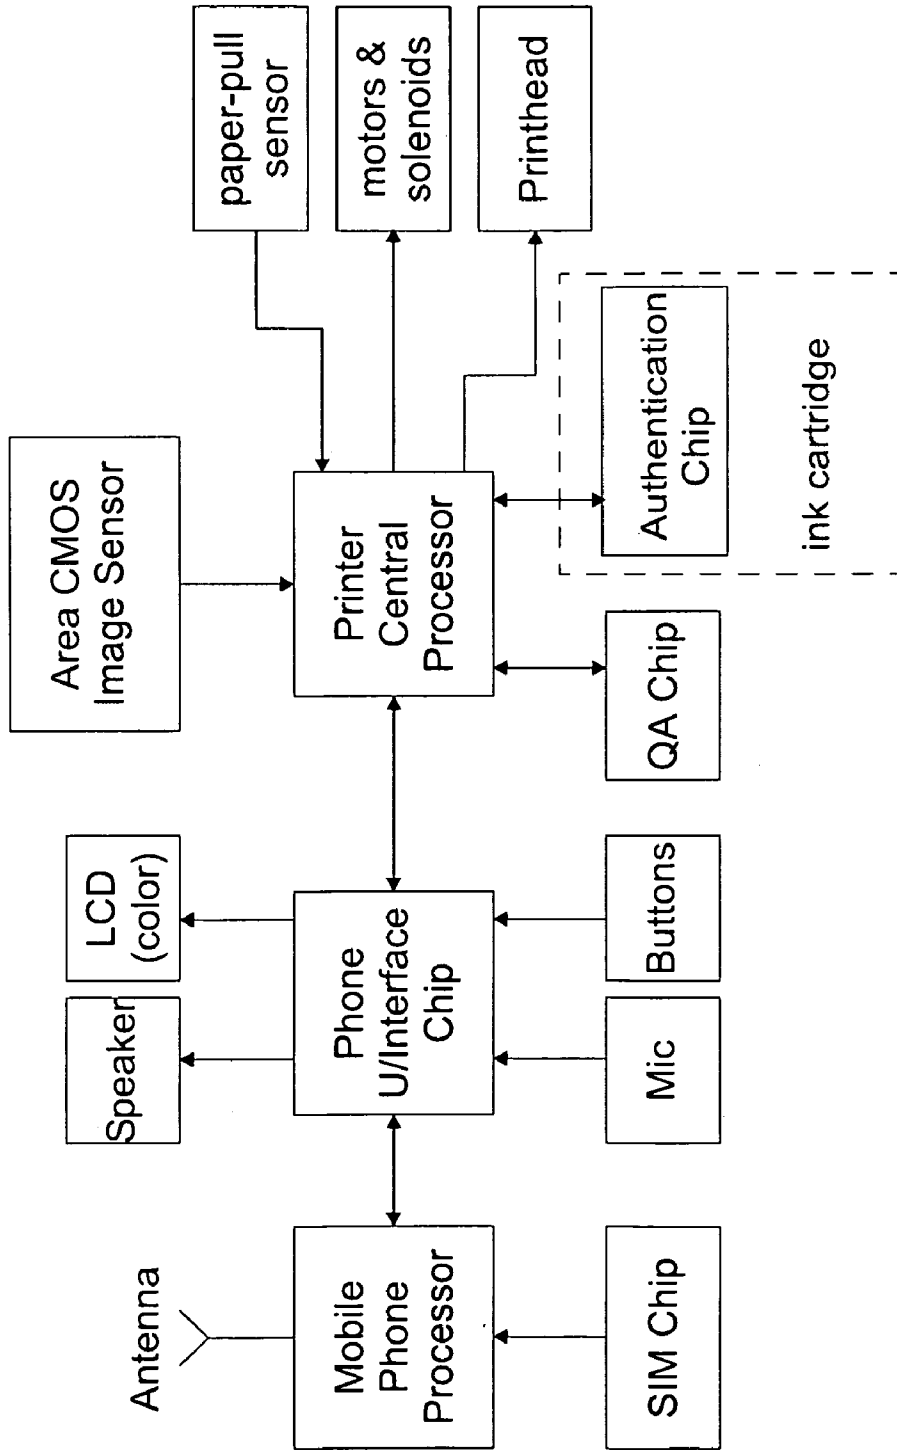 Antenna
Mobile
Phone
Processor
SIM Chip
Speaker
LCD
(color)
Phone
U/Interface
Chip
Mic
Buttons
Area CMOS
Image Sensor
Printer
Central
Processor
QA Chip
Authentication
Chip
ink cartridge
paper-pull
sensor
motors &
solenoids
Printhead